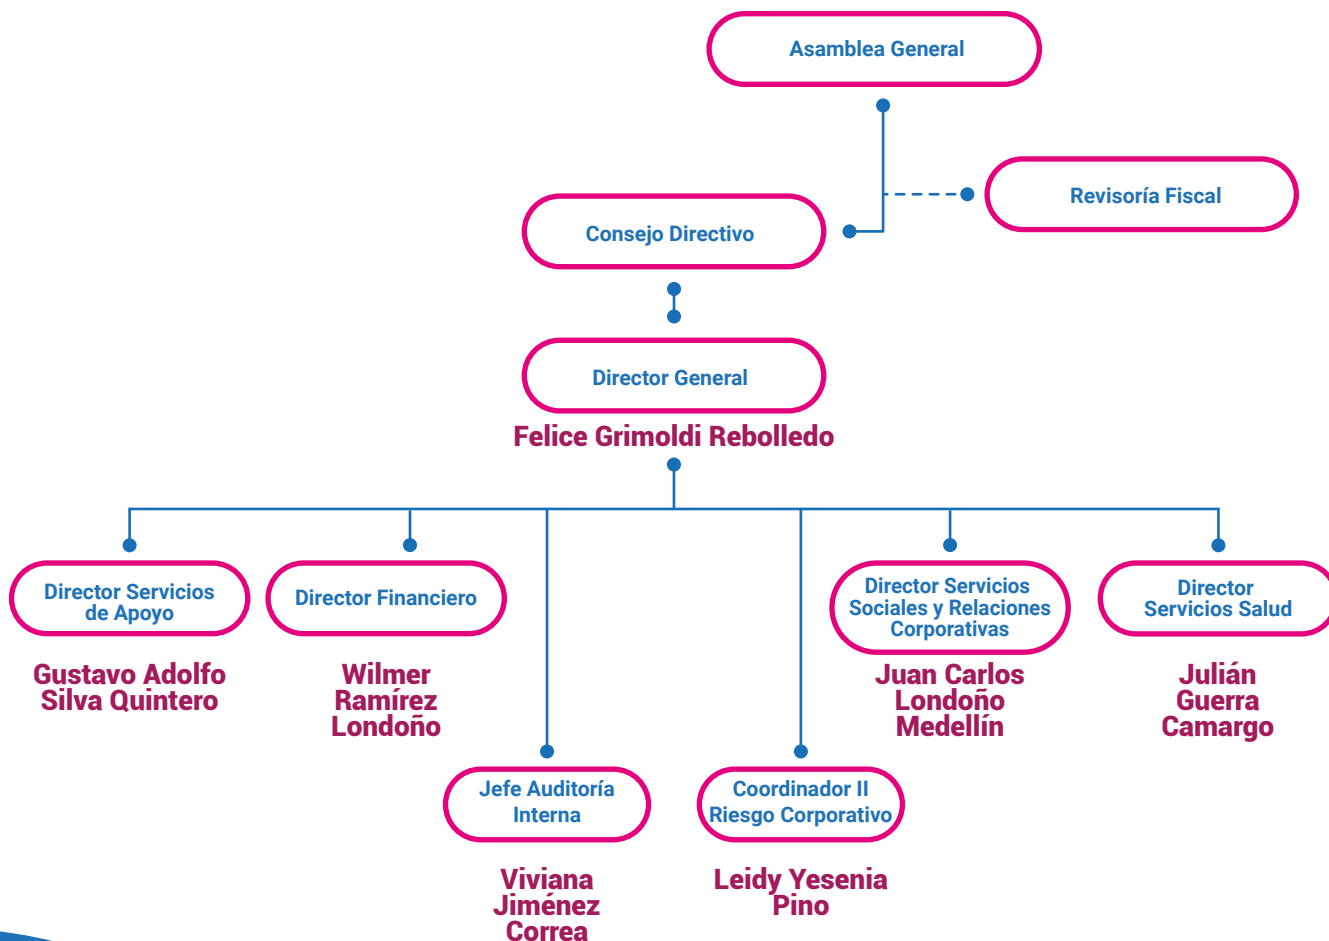 Asamblea General
Revisoría Fiscal
Consejo Directivo
Director General
Felice Grimoldi Rebolledo
Director Servicios
de Apoyo
Gustavo Adolfo
Silva Quintero
Director Financiero
Wilmer
Ramírez
Londoño
Director Servicios
Sociales y Relaciones
Corporativas
Juan Carlos
Londoño
Medellín
Director
Servicios Salud
Julián
Guerra
Camargo
Jefe Auditoría
Interna
Viviana
Jiménez
Correa
Coordinador II
Riesgo Corporativo
Leidy Yesenia
Pino